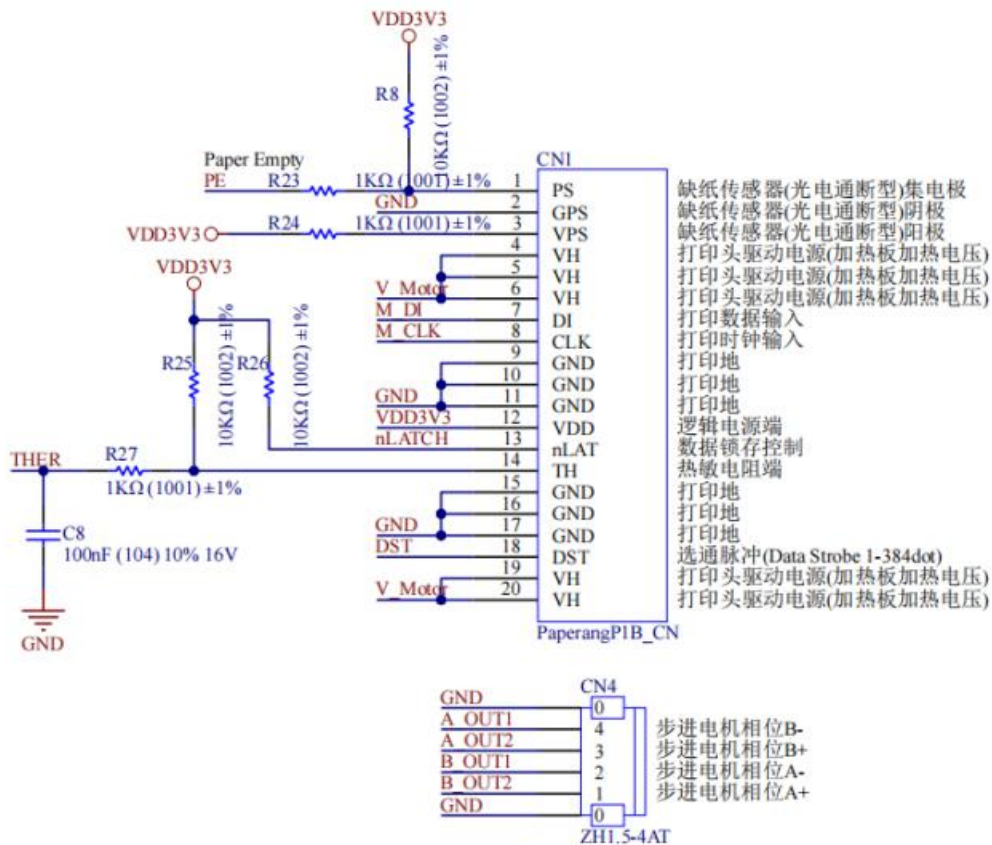 VDD3V3
R8
10KΩ (1002) ±1%
Paper Empty
PE
R23
1KΩ (1001) ±1%
GND
VDD3V3
R24
1KΩ (1001) ±1%
VDD3V3
R25
10KΩ (1002) ±1%
R26
10KΩ (1002) ±1%
THER
R27
1KΩ (1001) ±1%
C8
100nF (104) 10% 16V
GND
V_Motor
M_DI
M_CLK
GND
VDD3V3
nLATCH
GND
DST
V_Motor
CN1
1 PS 缺纸传感器(光电通断型)集电极
2 GPS 缺纸传感器(光电通断型)阴极
3 VPS 缺纸传感器(光电通断型)阳极
4 VH 打印头驱动电源(加热板加热电压)
5 VH 打印头驱动电源(加热板加热电压)
6 VH 打印头驱动电源(加热板加热电压)
7 DI 打印数据输入
8 CLK 打印时钟输入
9 GND 打印地
10 GND 打印地
11 GND 打印地
12 VDD 逻辑电源端
13 nLAT 数据锁存控制
14 TH 热敏电阻端
15 GND 打印地
16 GND 打印地
17 GND 打印地
18 DST 选通脉冲(Data Strobe 1-384dot)
19 VH 打印头驱动电源(加热板加热电压)
20 VH 打印头驱动电源(加热板加热电压)
PaperangP1B_CN
CN4
GND 0
A_OUT1 4 步进电机相位B-
A_OUT2 3 步进电机相位B+
B_OUT1 2 步进电机相位A-
B_OUT2 1 步进电机相位A+
GND 0
ZH1.5-4AT